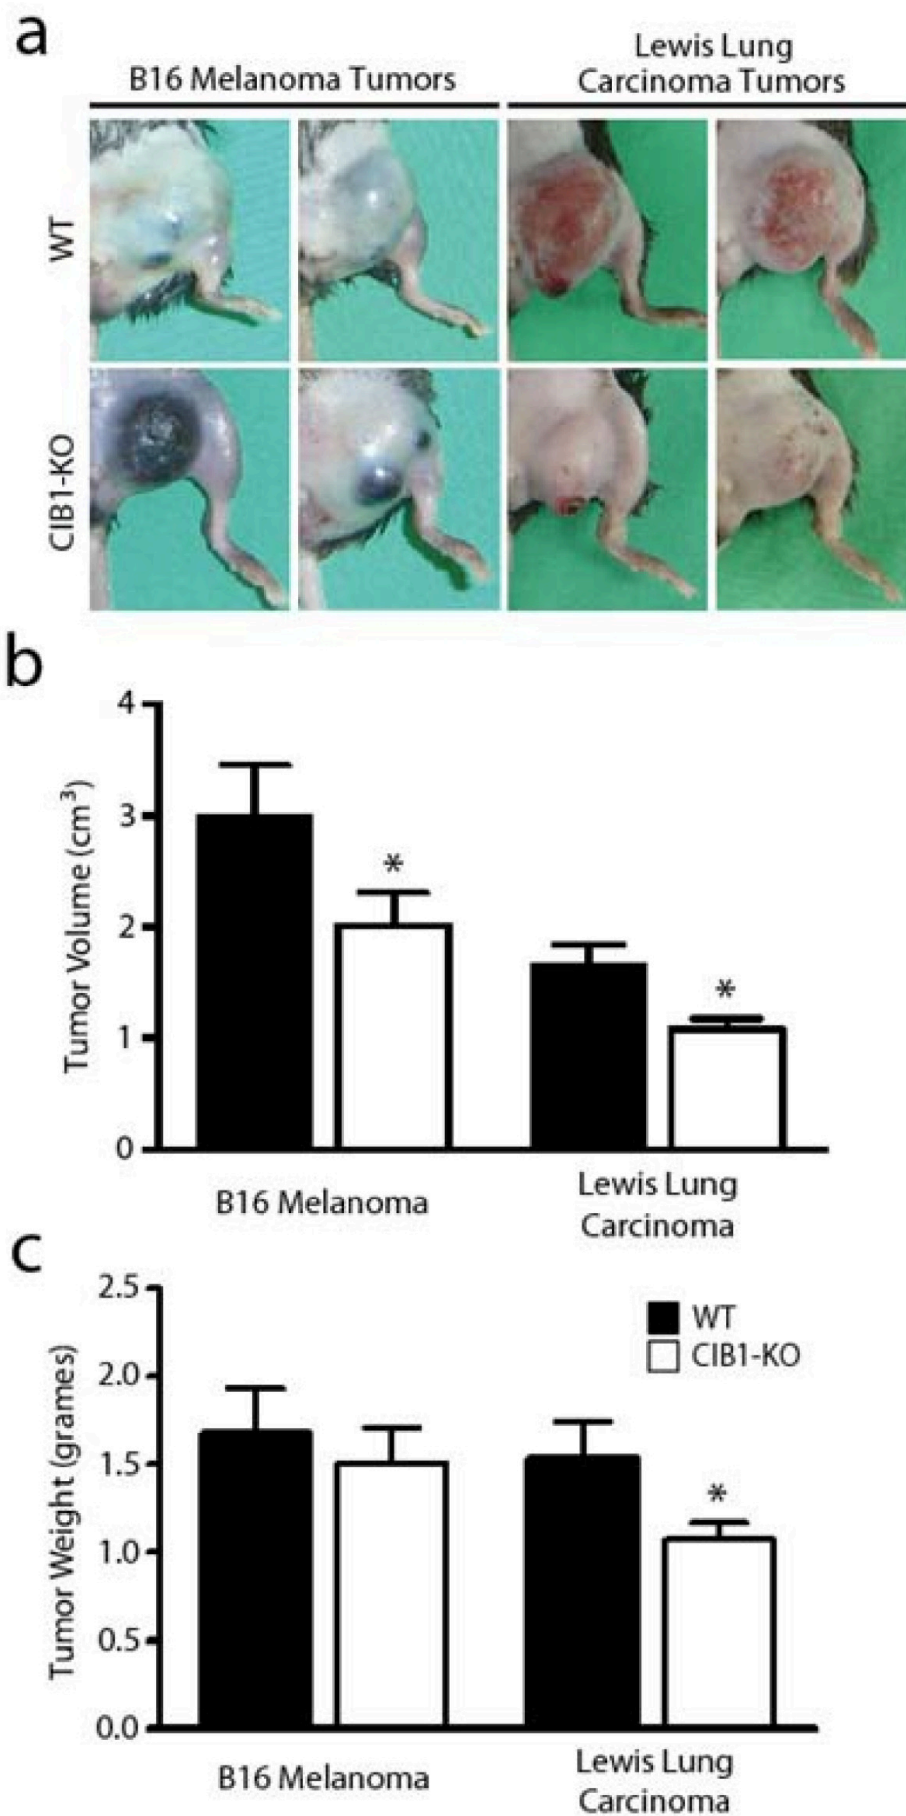 a
B16 Melanoma Tumors
Lewis Lung
Carcinoma Tumors
WT
CIB1-KO
b
Tumor Volume (cm³)
4
3
2
1
0
*
*
B16 Melanoma
Lewis Lung
Carcinoma
c
Tumor Weight (grames)
2.5
2.0
1.5
1.0
0.5
0.0
WT
CIB1-KO
*
B16 Melanoma
Lewis Lung
Carcinoma